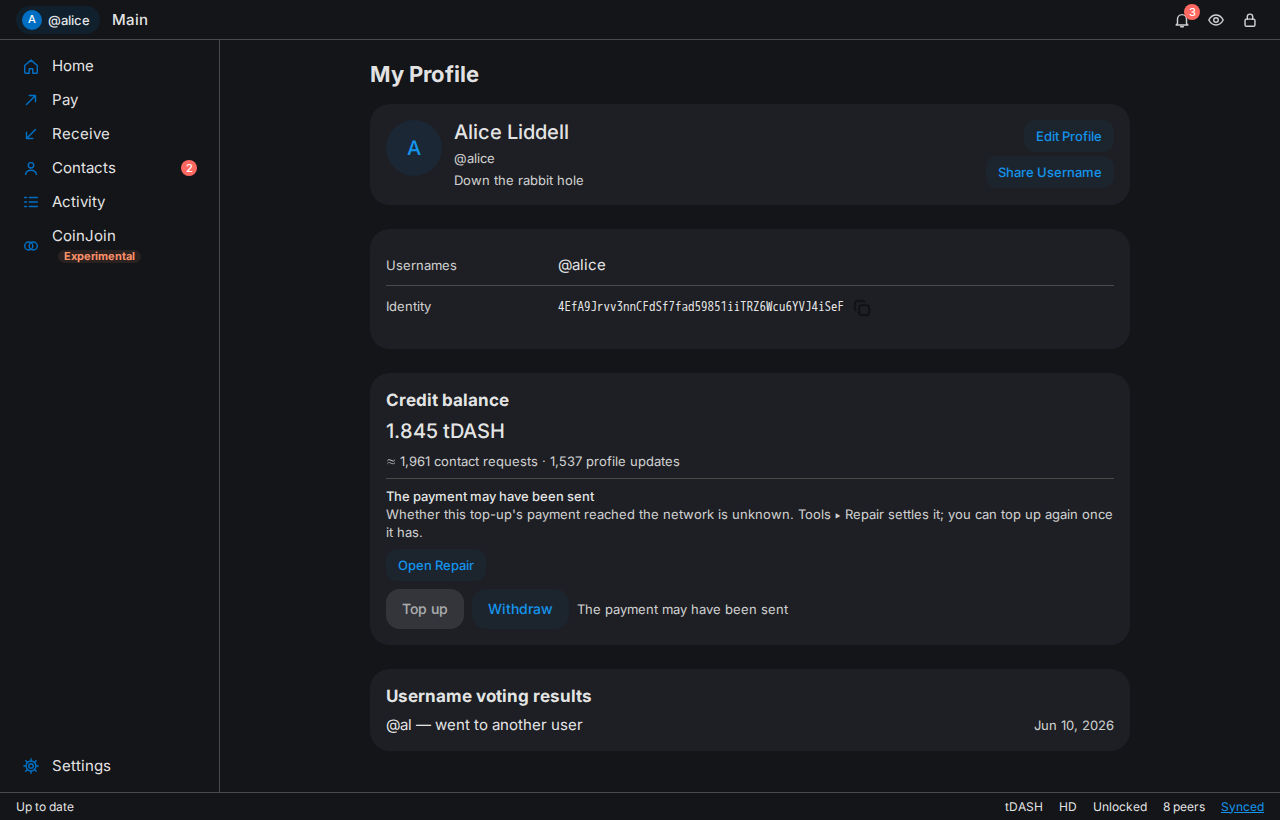 A @alice Main 3
Home
Pay
Receive
Contacts 2
Activity
CoinJoin
Experimental
Settings
My Profile
A
Alice Liddell
@alice
Down the rabbit hole
Edit Profile
Share Username
Usernames @alice
Identity 4EfA9Jrvv3nnCFdSf7fad59851iiTRZ6Wcu6YVJ4iSeF
Credit balance
1.845 tDASH
≈ 1,961 contact requests · 1,537 profile updates
The payment may have been sent
Whether this top-up's payment reached the network is unknown. Tools ▸ Repair settles it; you can top up again once
it has.
Open Repair
Top up Withdraw The payment may have been sent
Username voting results
@al — went to another user Jun 10, 2026
Up to date tDASH HD Unlocked 8 peers Synced